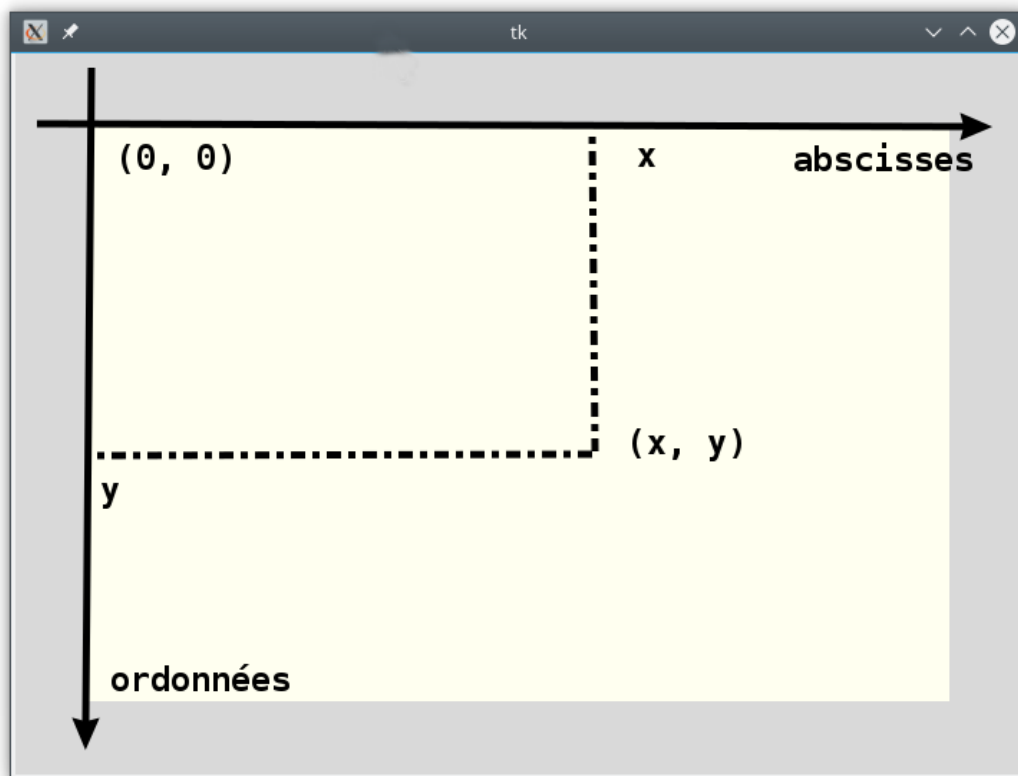 tk
(0, 0) x abscisses
(x, y)
y
ordonnées